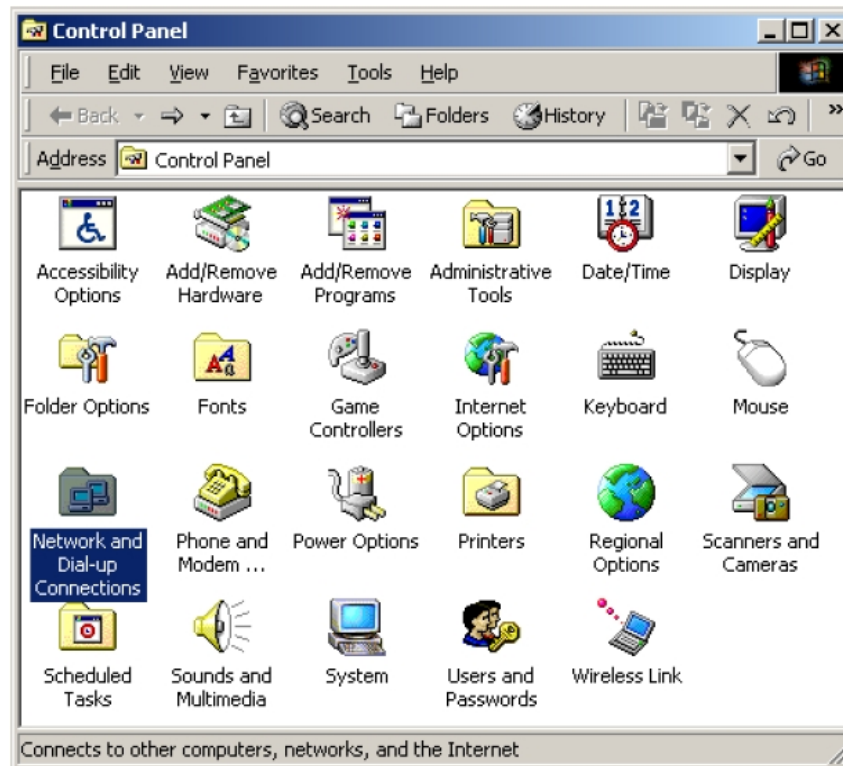 Control Panel
File Edit View Favorites Tools Help
Back Search Folders History »
Address Control Panel Go
Accessibility Options
Add/Remove Hardware
Add/Remove Programs
Administrative Tools
Date/Time
Display
Folder Options
Fonts
Game Controllers
Internet Options
Keyboard
Mouse
Network and Dial-up Connections
Phone and Modem ...
Power Options
Printers
Regional Options
Scanners and Cameras
Scheduled Tasks
Sounds and Multimedia
System
Users and Passwords
Wireless Link
Connects to other computers, networks, and the Internet